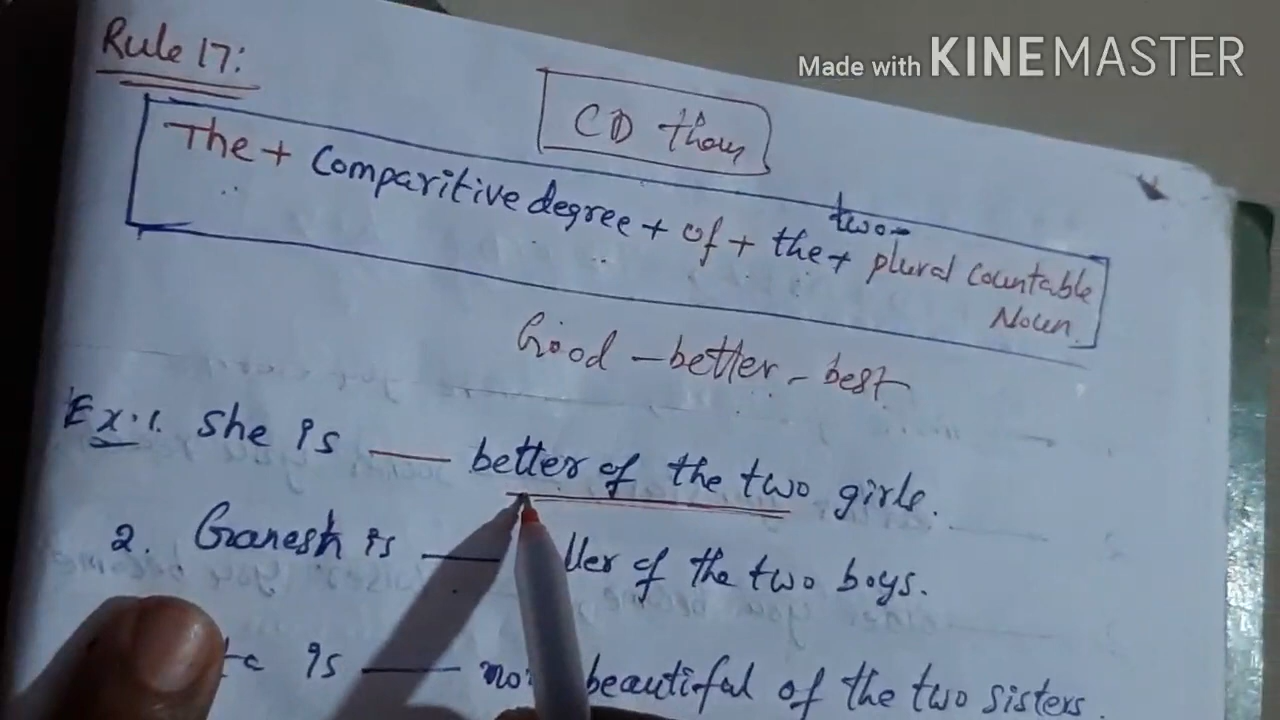 Rule 17:
Made with KINEMASTER
CD than
The + Comparitive degree + of + the + two plural countable
Noun
Good - better - best
Ex.1. She is ___ better of the two girls.
2. Ganesh is ___ ller of the two boys.
is ___ beautiful of the two sisters.